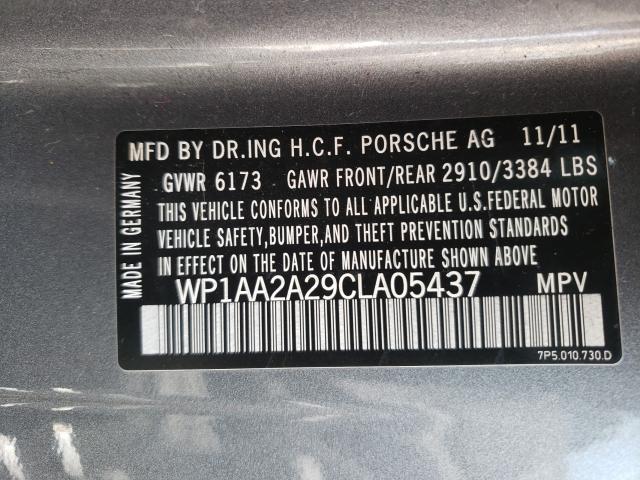 MFD BY DR.ING H.C.F. PORSCHE AG 11/11
GVWR 6173 GAWR FRONT/REAR 2910/3384 LBS
THIS VEHICLE CONFORMS TO ALL APPLICABLE U.S.FEDERAL MOTOR
VEHICLE SAFETY,BUMPER,AND THEFT PREVENTION STANDARDS
IN EFFECT ON THE DATE OF MANUFACTURE SHOWN ABOVE
WP1AA2A29CLA05437 MPV
7P5.010.730.D
MADE IN GERMANY